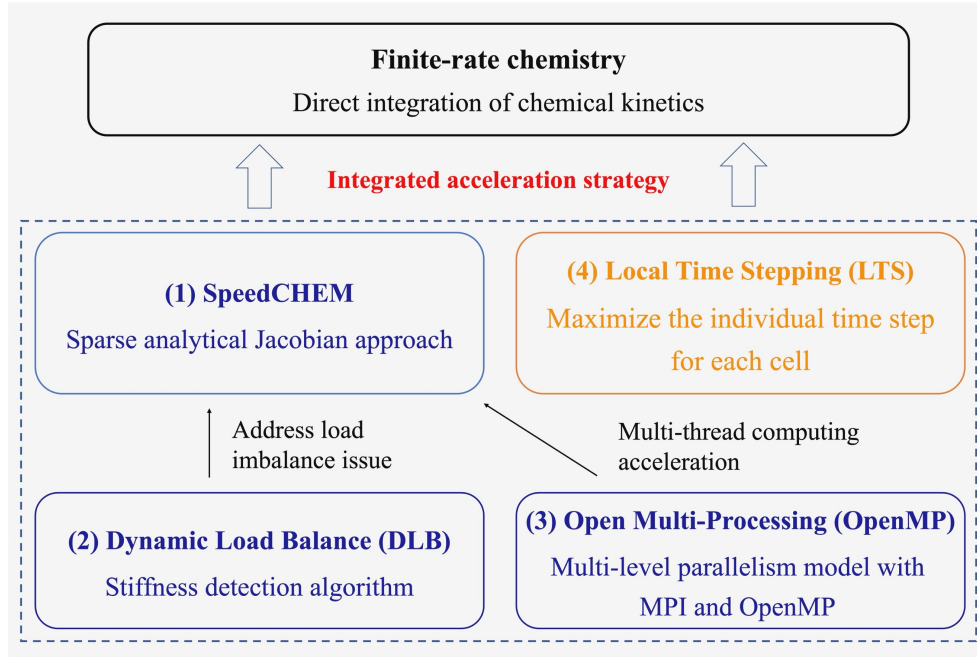 Finite-rate chemistry
Direct integration of chemical kinetics
Integrated acceleration strategy
(1) SpeedCHEM
Sparse analytical Jacobian approach
(4) Local Time Stepping (LTS)
Maximize the individual time step
for each cell
Address load
imbalance issue
Multi-thread computing
acceleration
(2) Dynamic Load Balance (DLB)
Stiffness detection algorithm
(3) Open Multi-Processing (OpenMP)
Multi-level parallelism model with
MPI and OpenMP